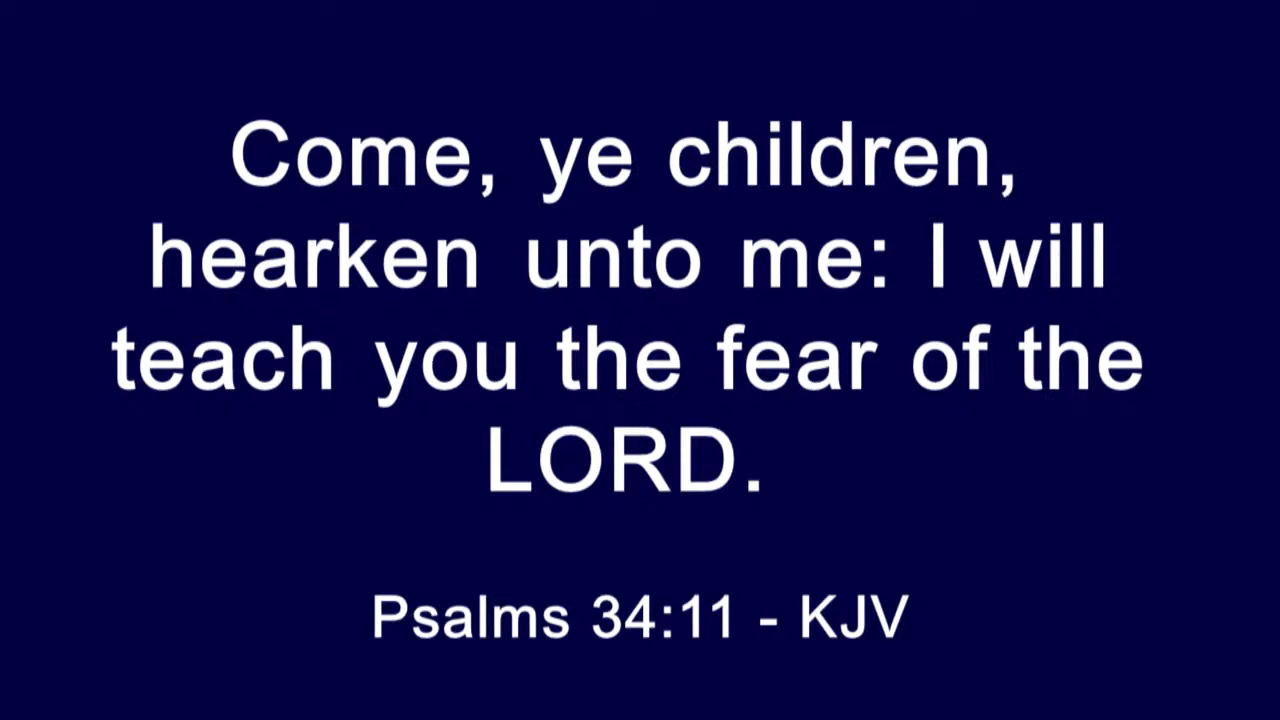 Come, ye children,
hearken unto me: I will
teach you the fear of the
LORD.
Psalms 34:11 - KJV